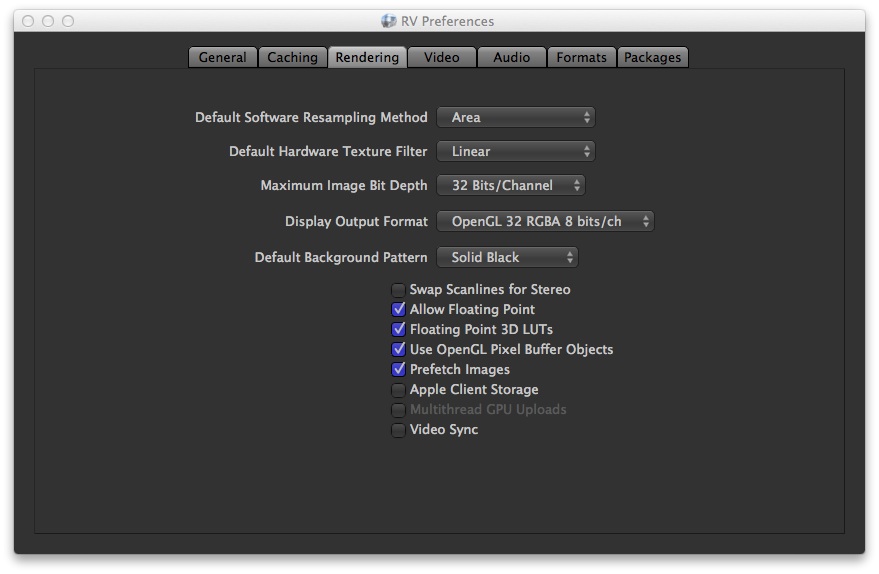 RV Preferences
General Caching Rendering Video Audio Formats Packages
Default Software Resampling Method Area
Default Hardware Texture Filter Linear
Maximum Image Bit Depth 32 Bits/Channel
Display Output Format OpenGL 32 RGBA 8 bits/ch
Default Background Pattern Solid Black
Swap Scanlines for Stereo
Allow Floating Point
Floating Point 3D LUTs
Use OpenGL Pixel Buffer Objects
Prefetch Images
Apple Client Storage
Multithread GPU Uploads
Video Sync